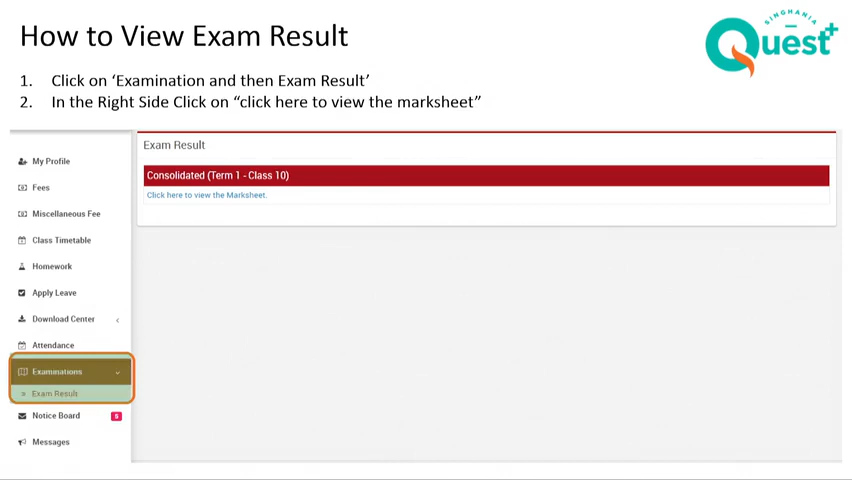 How to View Exam Result
SINGHANIA
Quest+
1. Click on ‘Examination and then Exam Result’
2. In the Right Side Click on “click here to view the marksheet”
My Profile
Fees
Miscellaneous Fee
Class Timetable
Homework
Apply Leave
Download Center
Attendance
Examinations
Exam Result
Notice Board 5
Messages
Exam Result
Consolidated (Term 1 - Class 10)
Click here to view the Marksheet.